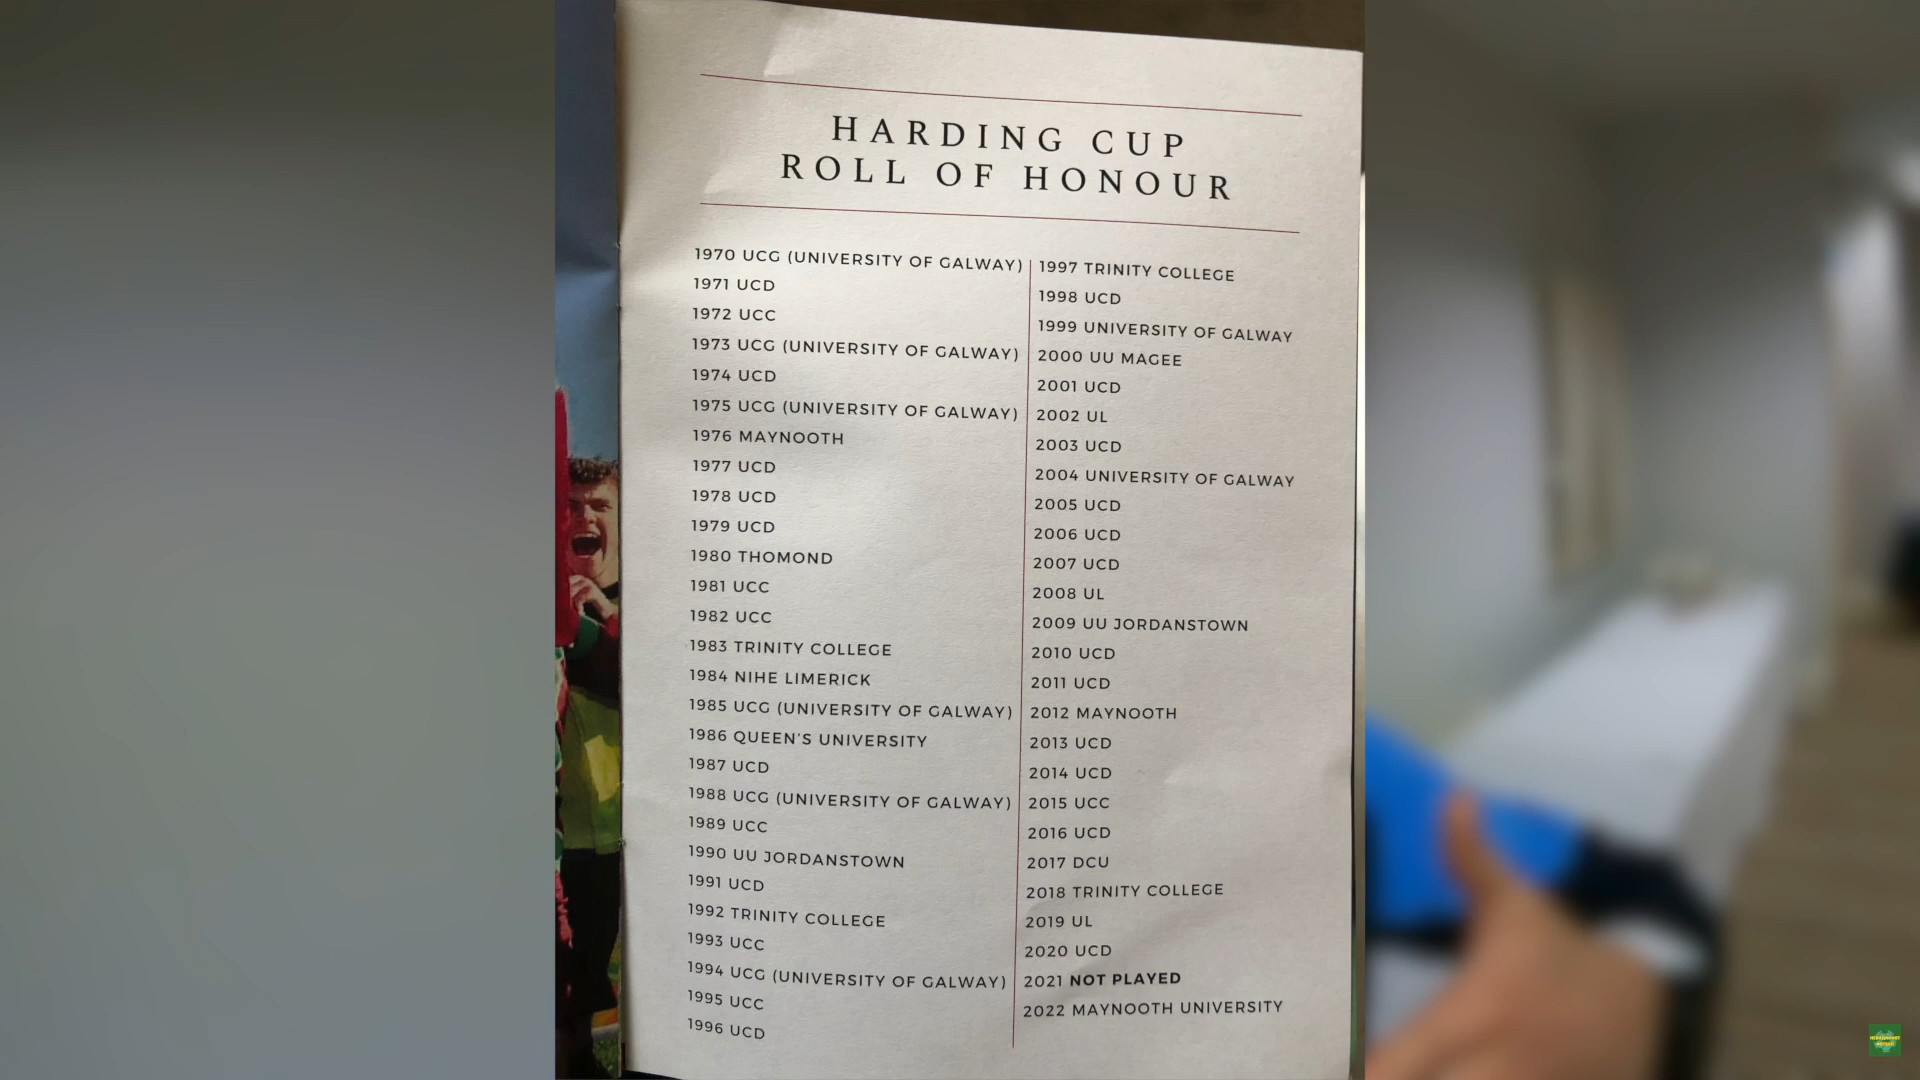 HARDING CUP
ROLL OF HONOUR
1970 UCG (UNIVERSITY OF GALWAY)
1971 UCD
1972 UCC
1973 UCG (UNIVERSITY OF GALWAY)
1974 UCD
1975 UCG (UNIVERSITY OF GALWAY)
1976 MAYNOOTH
1977 UCD
1978 UCD
1979 UCD
1980 THOMOND
1981 UCC
1982 UCC
1983 TRINITY COLLEGE
1984 NIHE LIMERICK
1985 UCG (UNIVERSITY OF GALWAY)
1986 QUEEN'S UNIVERSITY
1987 UCD
1988 UCG (UNIVERSITY OF GALWAY)
1989 UCC
1990 UU JORDANSTOWN
1991 UCD
1992 TRINITY COLLEGE
1993 UCC
1994 UCG (UNIVERSITY OF GALWAY)
1995 UCC
1996 UCD
1997 TRINITY COLLEGE
1998 UCD
1999 UNIVERSITY OF GALWAY
2000 UU MAGEE
2001 UCD
2002 UL
2003 UCD
2004 UNIVERSITY OF GALWAY
2005 UCD
2006 UCD
2007 UCD
2008 UL
2009 UU JORDANSTOWN
2010 UCD
2011 UCD
2012 MAYNOOTH
2013 UCD
2014 UCD
2015 UCC
2016 UCD
2017 DCU
2018 TRINITY COLLEGE
2019 UL
2020 UCD
2021 NOT PLAYED
2022 MAYNOOTH UNIVERSITY